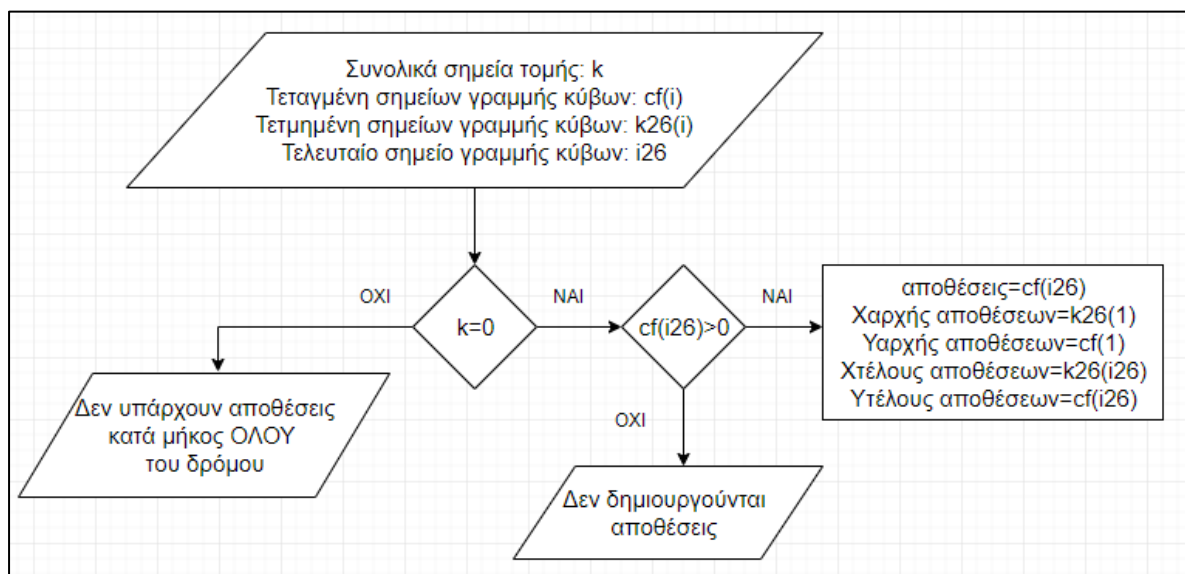 Συνολικά σημεία τομής: k
Τεταγμένη σημείων γραμμής κύβων: cf(i)
Τετμημένη σημείων γραμμής κύβων: k26(i)
Τελευταίο σημείο γραμμής κύβων: i26
ΟΧΙ
k=0
ΝΑΙ
cf(i26)>0
ΝΑΙ
αποθέσεις=cf(i26)
Χαρχής αποθέσεων=k26(1)
Υαρχής αποθέσεων=cf(1)
Χτέλους αποθέσεων=k26(i26)
Υτέλους αποθέσεων=cf(i26)
Δεν υπάρχουν αποθέσεις
κατά μήκος ΟΛΟΥ
του δρόμου
ΟΧΙ
Δεν δημιουργούνται
αποθέσεις